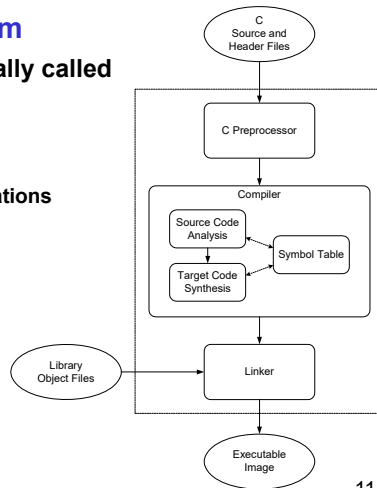 m
ally called
ations
C
Source and
Header Files
C Preprocessor
Compiler
Source Code
Analysis
Symbol Table
Target Code
Synthesis
Library
Object Files
Linker
Executable
Image